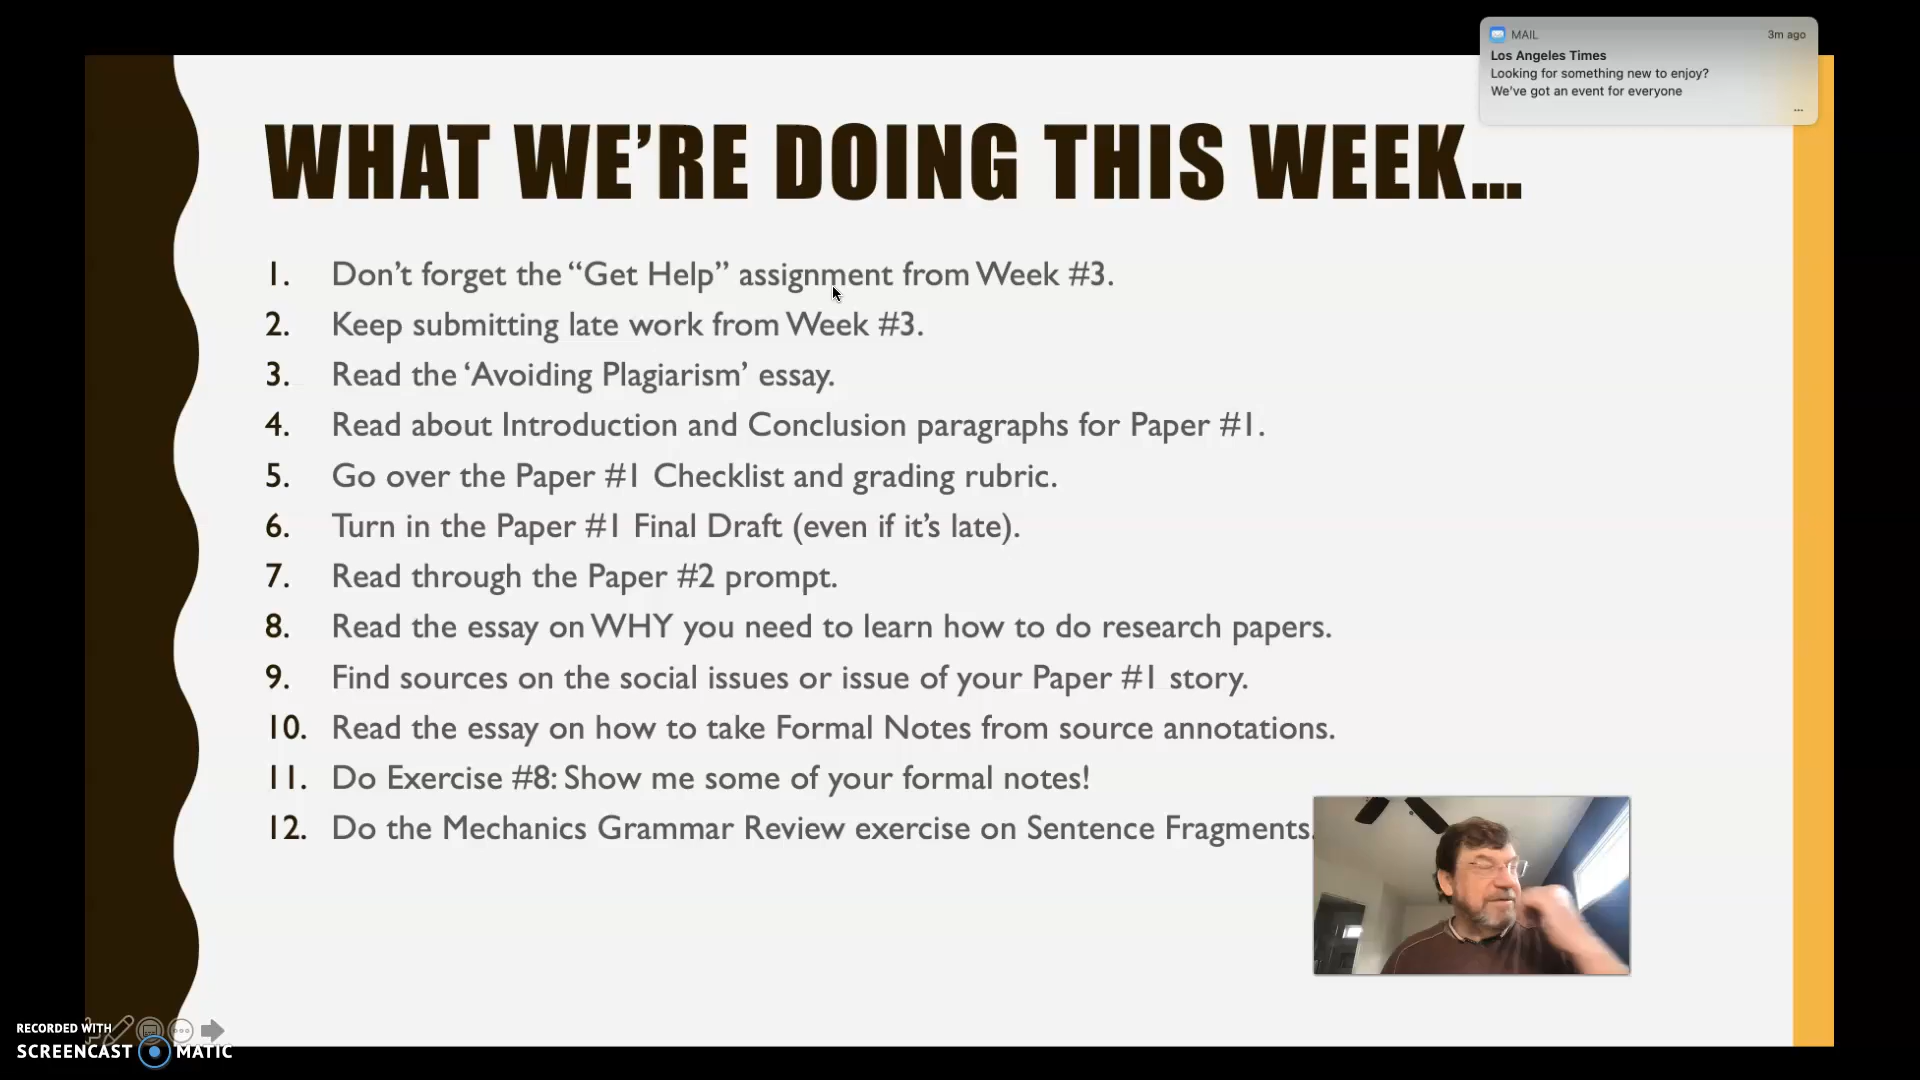 MAIL
3m ago
Los Angeles Times
Looking for something new to enjoy?
We've got an event for everyone
...
WHAT WE’RE DOING THIS WEEK…
1. Don’t forget the “Get Help” assignment from Week #3.
2. Keep submitting late work from Week #3.
3. Read the ‘Avoiding Plagiarism’ essay.
4. Read about Introduction and Conclusion paragraphs for Paper #1.
5. Go over the Paper #1 Checklist and grading rubric.
6. Turn in the Paper #1 Final Draft (even if it’s late).
7. Read through the Paper #2 prompt.
8. Read the essay on WHY you need to learn how to do research papers.
9. Find sources on the social issues or issue of your Paper #1 story.
10. Read the essay on how to take Formal Notes from source annotations.
11. Do Exercise #8: Show me some of your formal notes!
12. Do the Mechanics Grammar Review exercise on Sentence Fragments.
RECORDED WITH
SCREENCAST MATIC